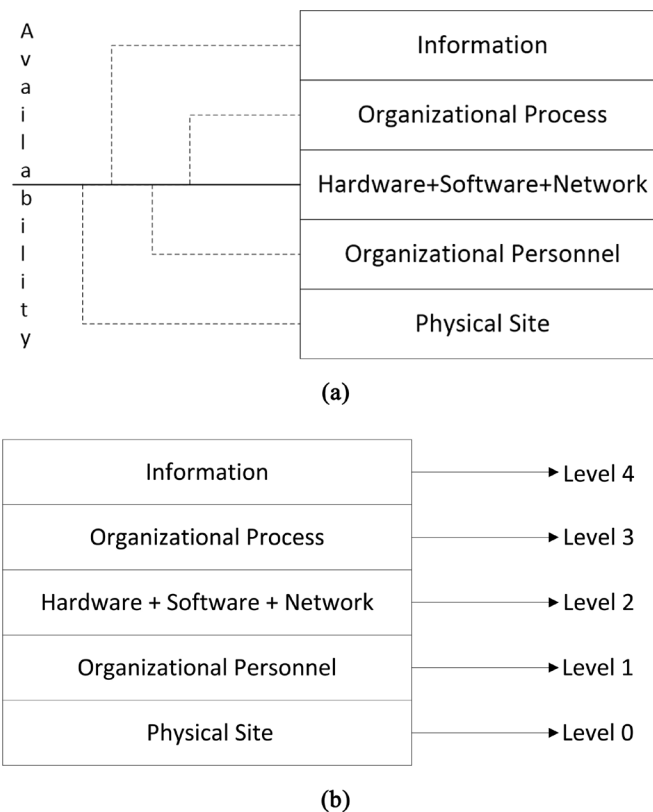 Availability
Information
Organizational Process
Hardware+Software+Network
Organizational Personnel
Physical Site
(a)
Information
Level 4
Organizational Process
Level 3
Hardware + Software + Network
Level 2
Organizational Personnel
Level 1
Physical Site
Level 0
(b)